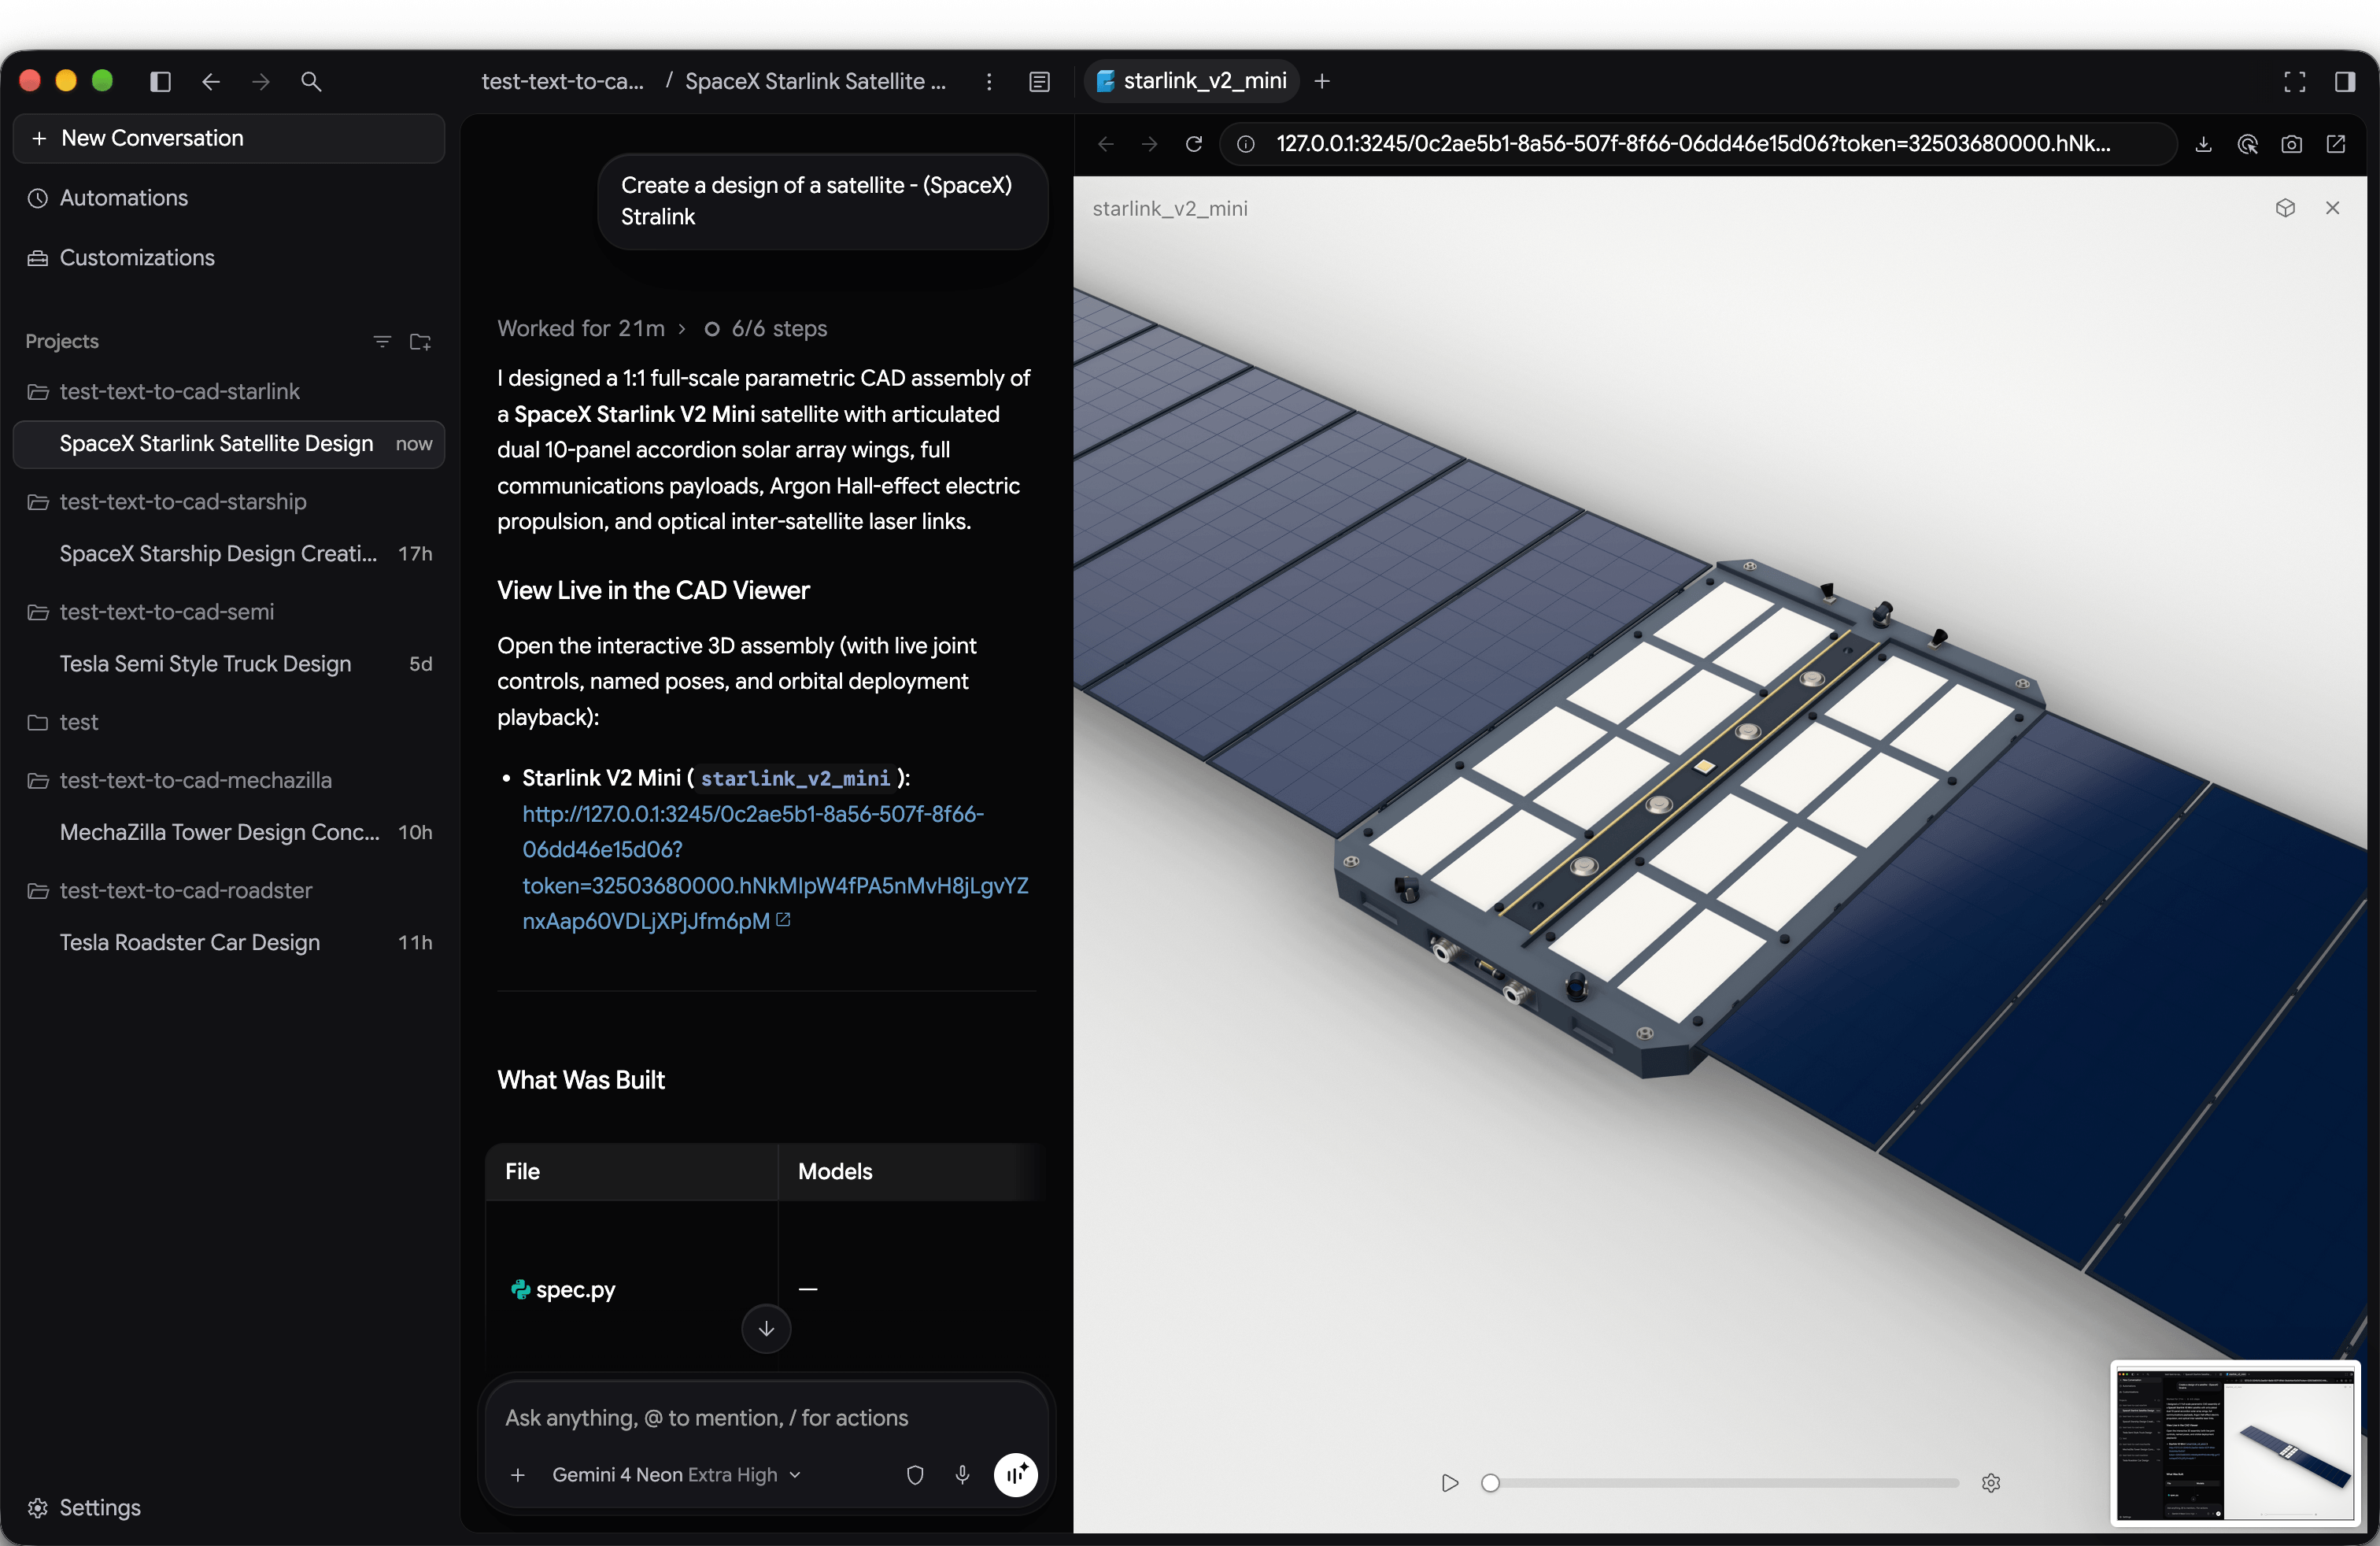 test-text-to-ca... / SpaceX Starlink Satellite ...
starlink_v2_mini
New Conversation
Automations
Customizations
Projects
test-text-to-cad-starlink
SpaceX Starlink Satellite Design now
test-text-to-cad-starship
SpaceX Starship Design Creati... 17h
test-text-to-cad-semi
Tesla Semi Style Truck Design 5d
test
test-text-to-cad-mechazilla
MechaZilla Tower Design Conc... 10h
test-text-to-cad-roadster
Tesla Roadster Car Design 11h
Settings
Create a design of a satellite - (SpaceX)
Stralink
Worked for 21m > 6/6 steps
I designed a 1:1 full-scale parametric CAD assembly of
a SpaceX Starlink V2 Mini satellite with articulated
dual 10-panel accordion solar array wings, full
communications payloads, Argon Hall-effect electric
propulsion, and optical inter-satellite laser links.
View Live in the CAD Viewer
Open the interactive 3D assembly (with live joint
controls, named poses, and orbital deployment
playback):
• Starlink V2 Mini ( starlink_v2_mini ):
http://127.0.0.1:3245/0c2ae5b1-8a56-507f-8f66-
06dd46e15d06?
token=32503680000.hNkMIpW4fPA5nMvH8jLgvYZ
nxAap60VDLjXPjJfm6pM
What Was Built
File Models
spec.py —
Ask anything, @ to mention, / for actions
Gemini 4 Neon Extra High
127.0.0.1:3245/0c2ae5b1-8a56-507f-8f66-06dd46e15d06?token=32503680000.hNk...
starlink_v2_mini